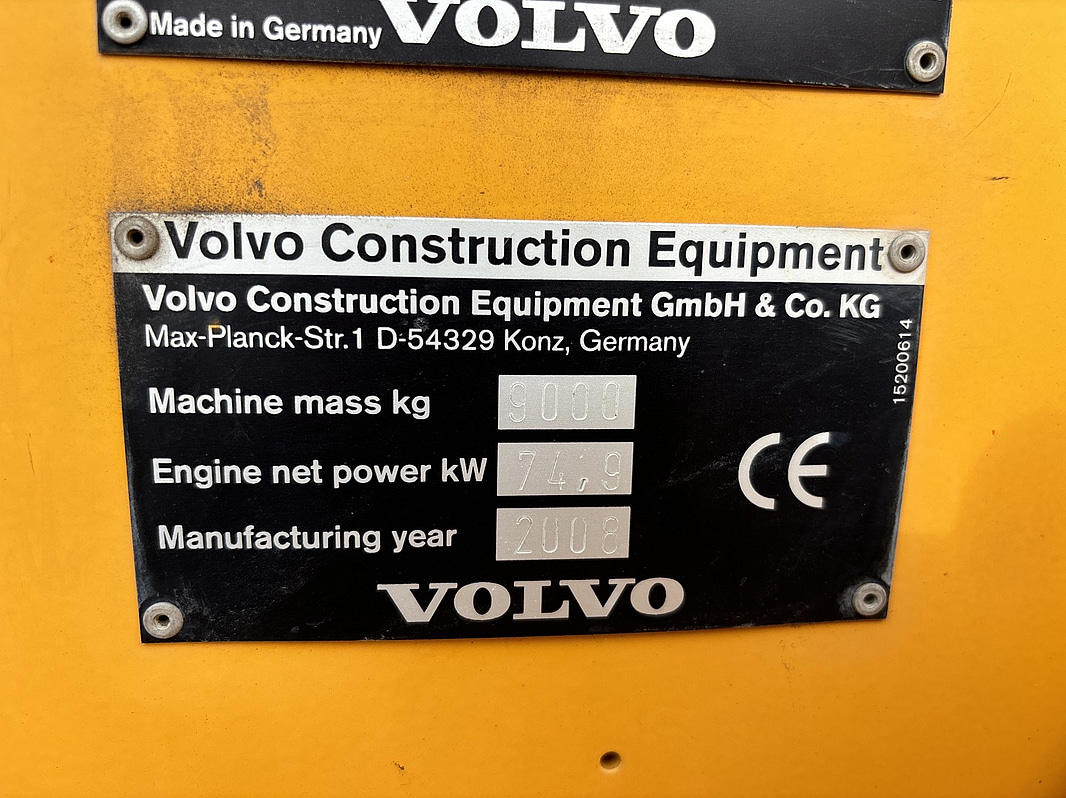 Made in Germany VOLVO
Volvo Construction Equipment
Volvo Construction Equipment GmbH & Co. KG
Max-Planck-Str.1 D-54329 Konz, Germany
15200614
Machine mass kg 9000
Engine net power kW 74,9
CE
Manufacturing year 2008
VOLVO